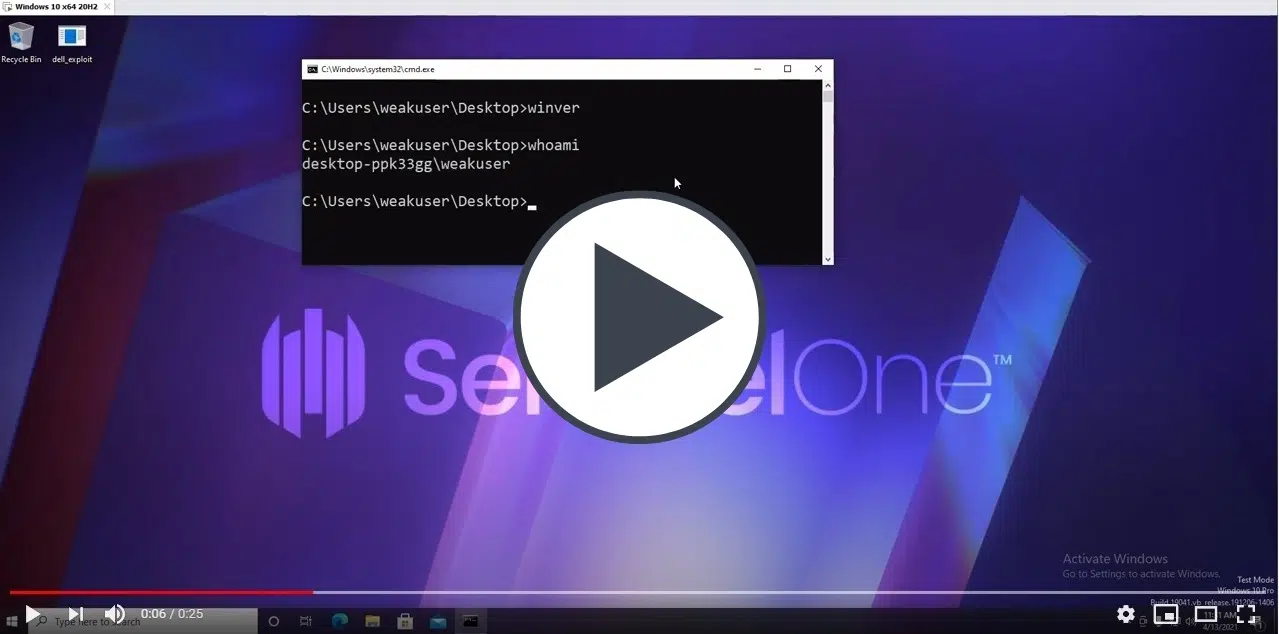 Windows 10 x64 20H2
Recycle Bin
dell_exploit
C:\Windows\system32\cmd.exe
C:\Users\weakuser\Desktop>winver
C:\Users\weakuser\Desktop>whoami
desktop-ppk33gg\weakuser
C:\Users\weakuser\Desktop>
Se elOne™
Activate Windows
Go to Settings to activate Windows.
Test Mode
Windows 10 Pro
Build 19041.vb_release.191206-1406
0:06 / 0:25
Type here to search
4/13/2021